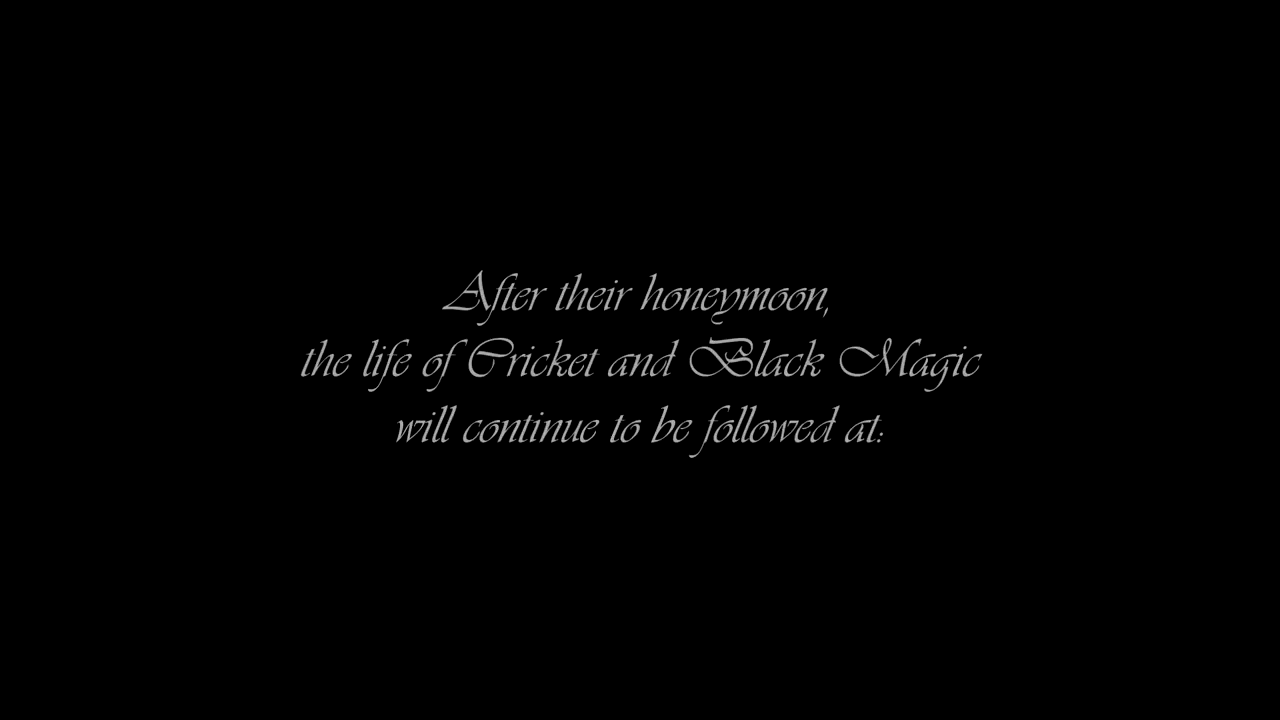 After their honeymoon,
the life of Cricket and Black Magic
will continue to be followed at: